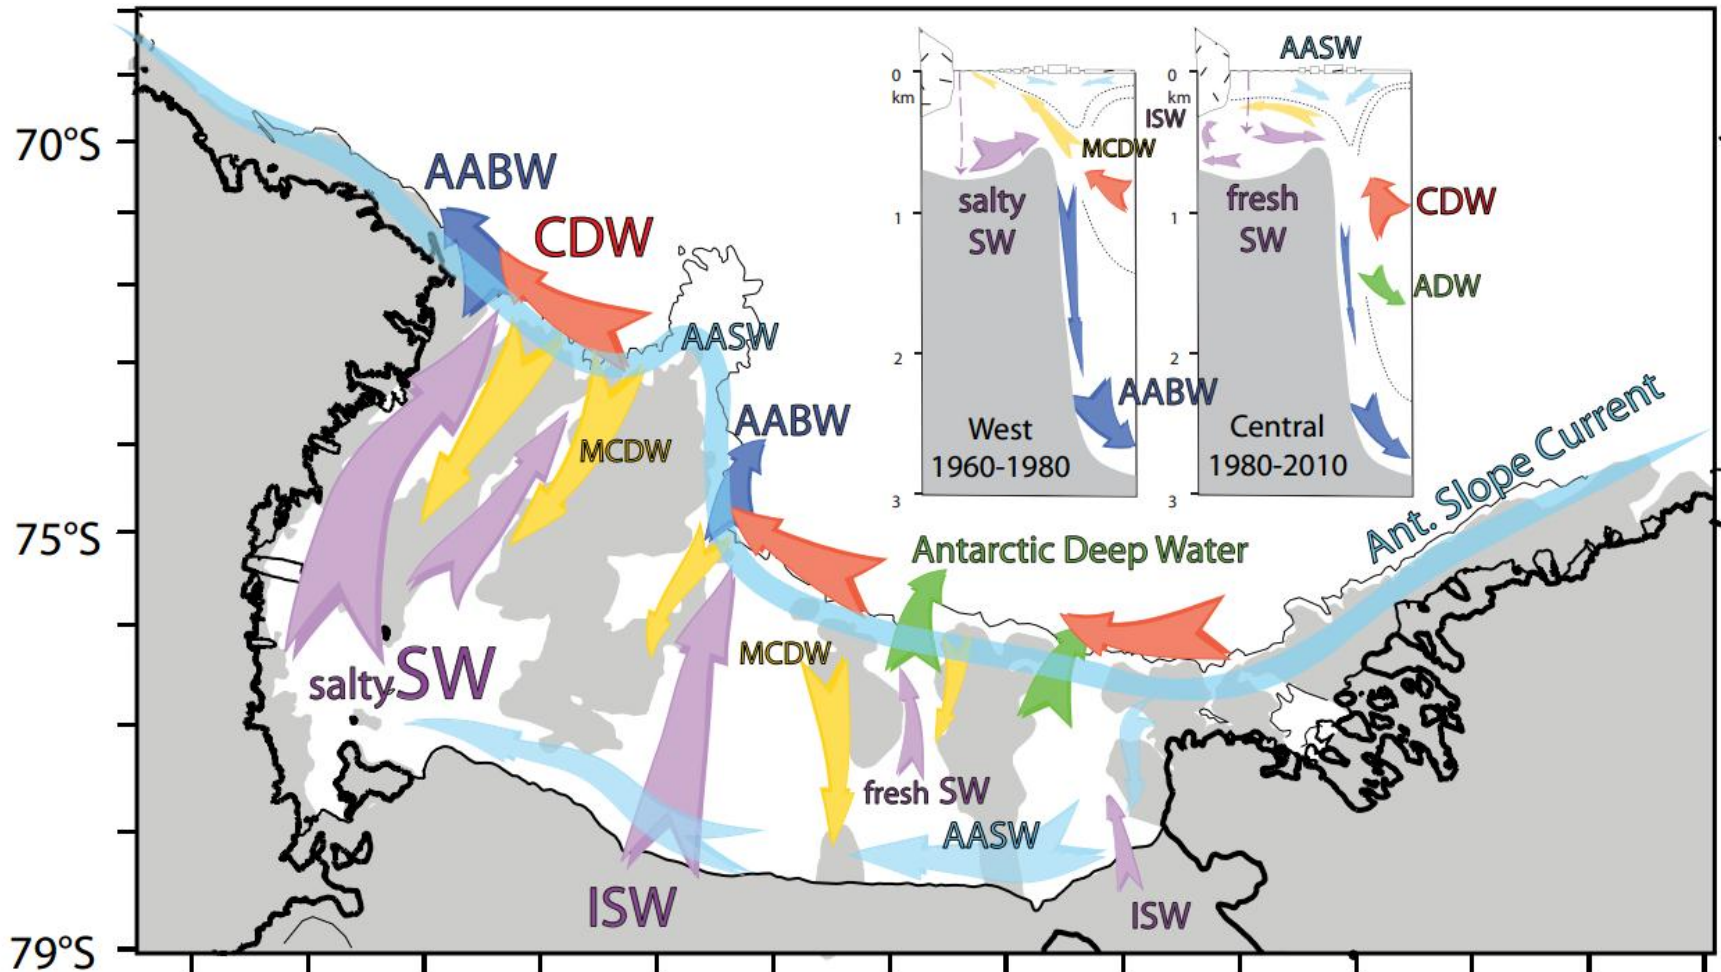 AASW
0
km
ISW
MCDW
salty
SW
1
2
3
AABW
West
1960-1980
0
km
fresh
SW
CDW
1
ADW
2
3
Central
1980-2010
70°S
75°S
79°S
AABW
CDW
AASW
AABW
MCDW
Ant. Slope Current
Antarctic Deep Water
salty SW
MCDW
fresh SW
AASW
ISW
ISW